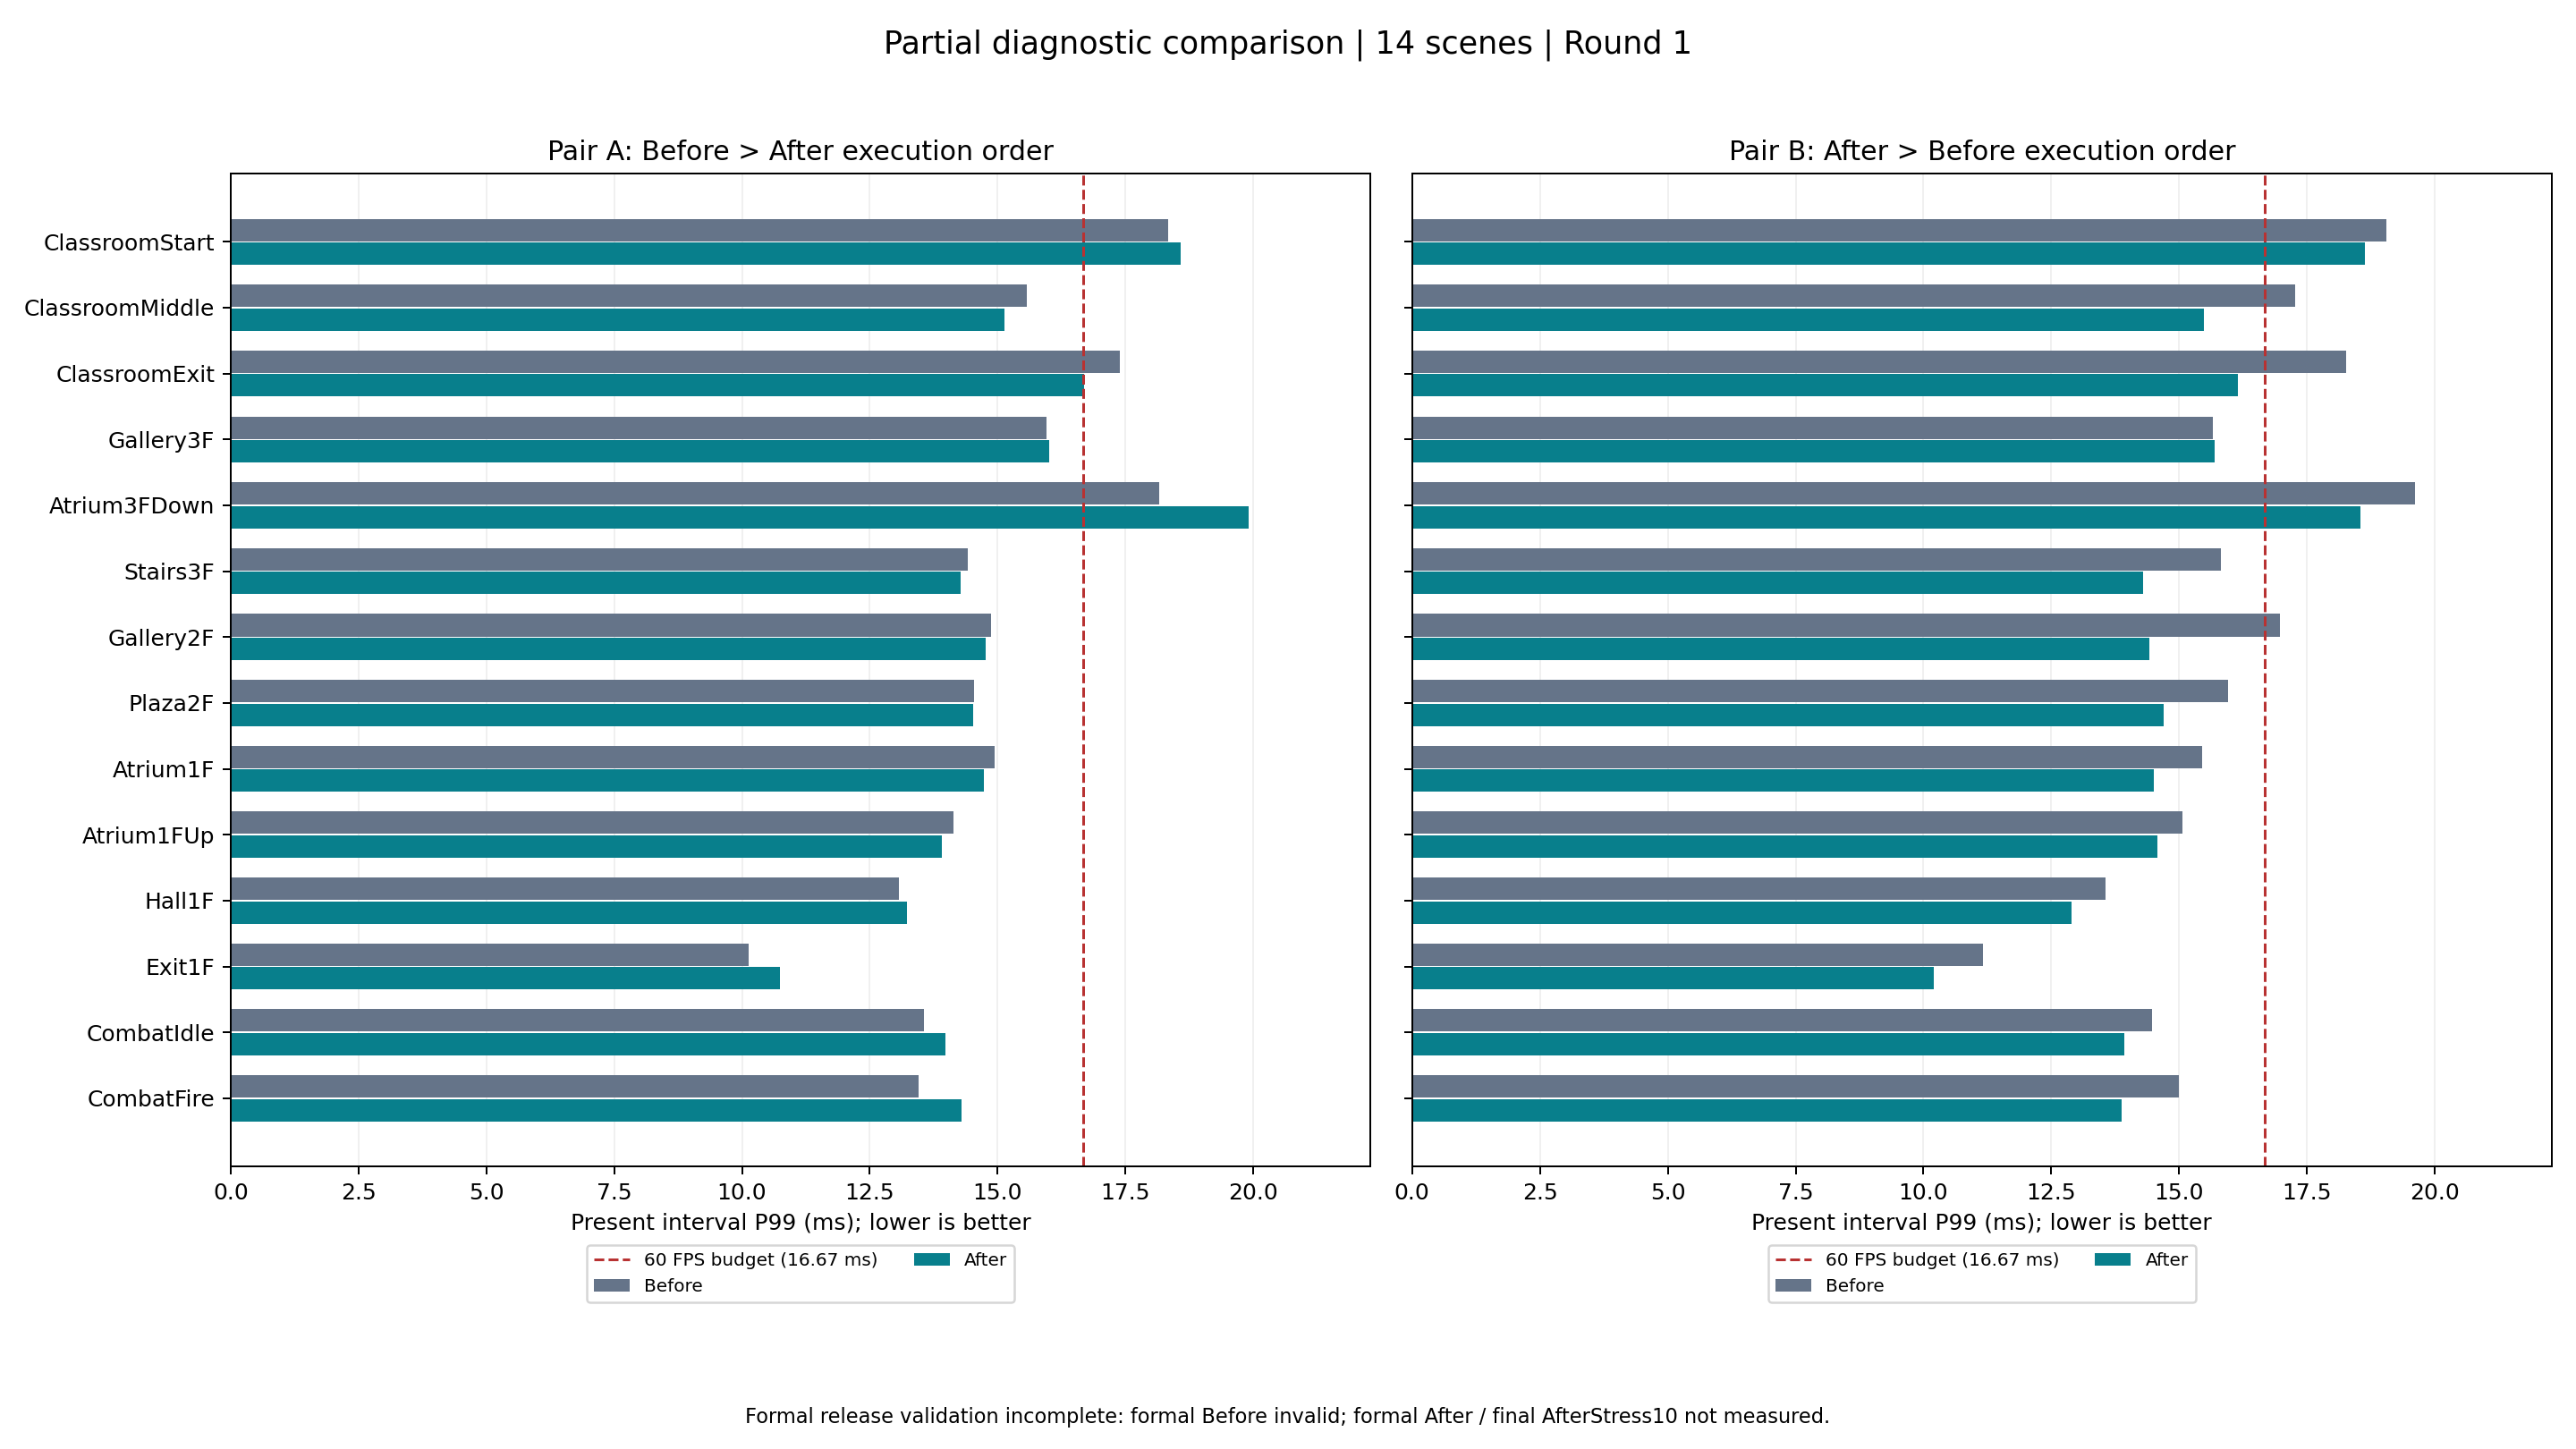 Partial diagnostic comparison | 14 scenes | Round 1
Pair A: Before > After execution order
ClassroomStart
ClassroomMiddle
ClassroomExit
Gallery3F
Atrium3FDown
Stairs3F
Gallery2F
Plaza2F
Atrium1F
Atrium1FUp
Hall1F
Exit1F
CombatIdle
CombatFire
0.0 2.5 5.0 7.5 10.0 12.5 15.0 17.5 20.0
Present interval P99 (ms); lower is better
60 FPS budget (16.67 ms) After
Before
Pair B: After > Before execution order
0.0 2.5 5.0 7.5 10.0 12.5 15.0 17.5 20.0
Present interval P99 (ms); lower is better
60 FPS budget (16.67 ms) After
Before
Formal release validation incomplete: formal Before invalid; formal After / final AfterStress10 not measured.